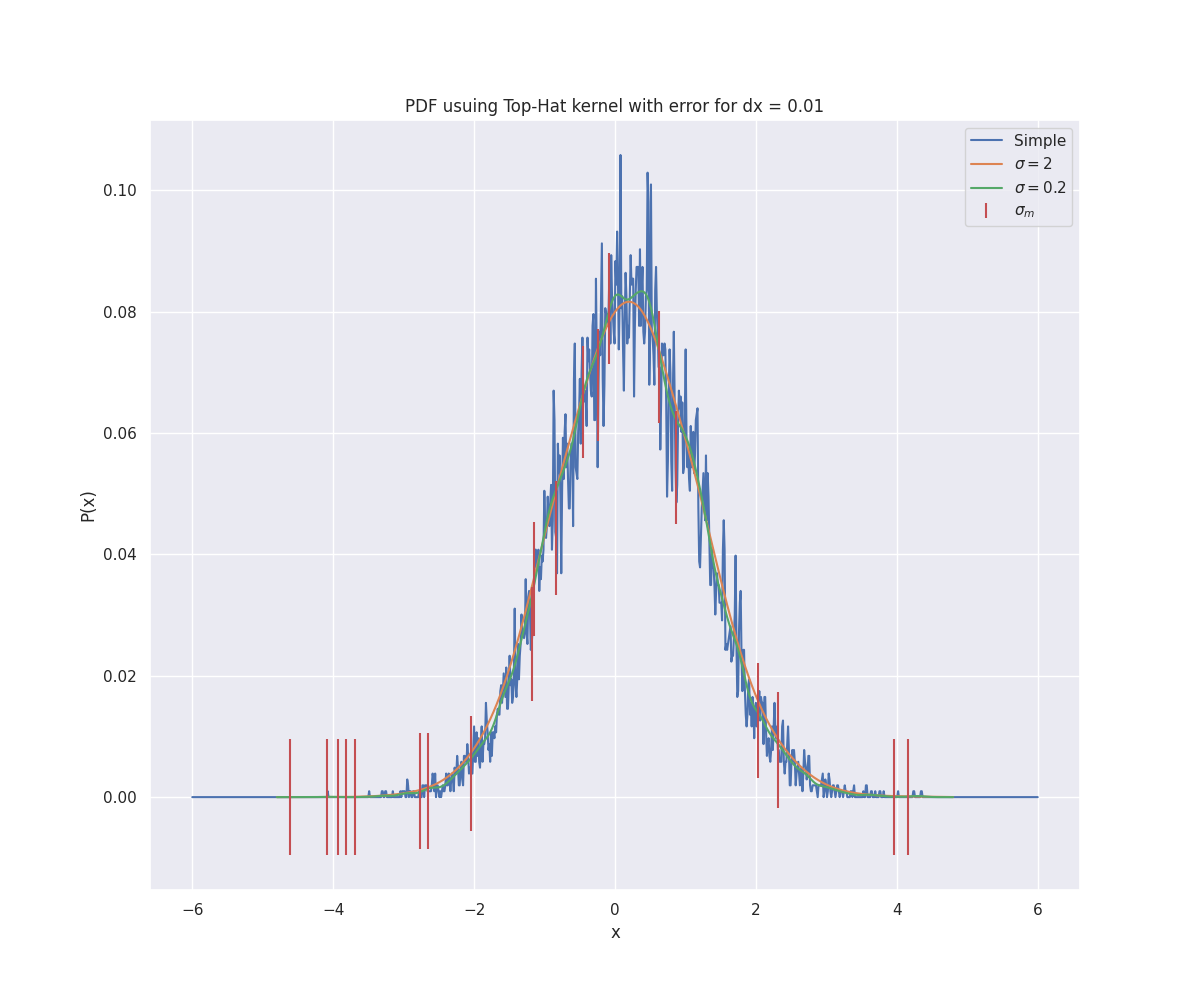 PDF usuing Top-Hat kernel with error for dx = 0.01
Simple
σ = 2
σ = 0.2
σm
0.10
0.08
0.06
0.04
0.02
0.00
P(x)
−6 −4 −2 0 2 4 6
x